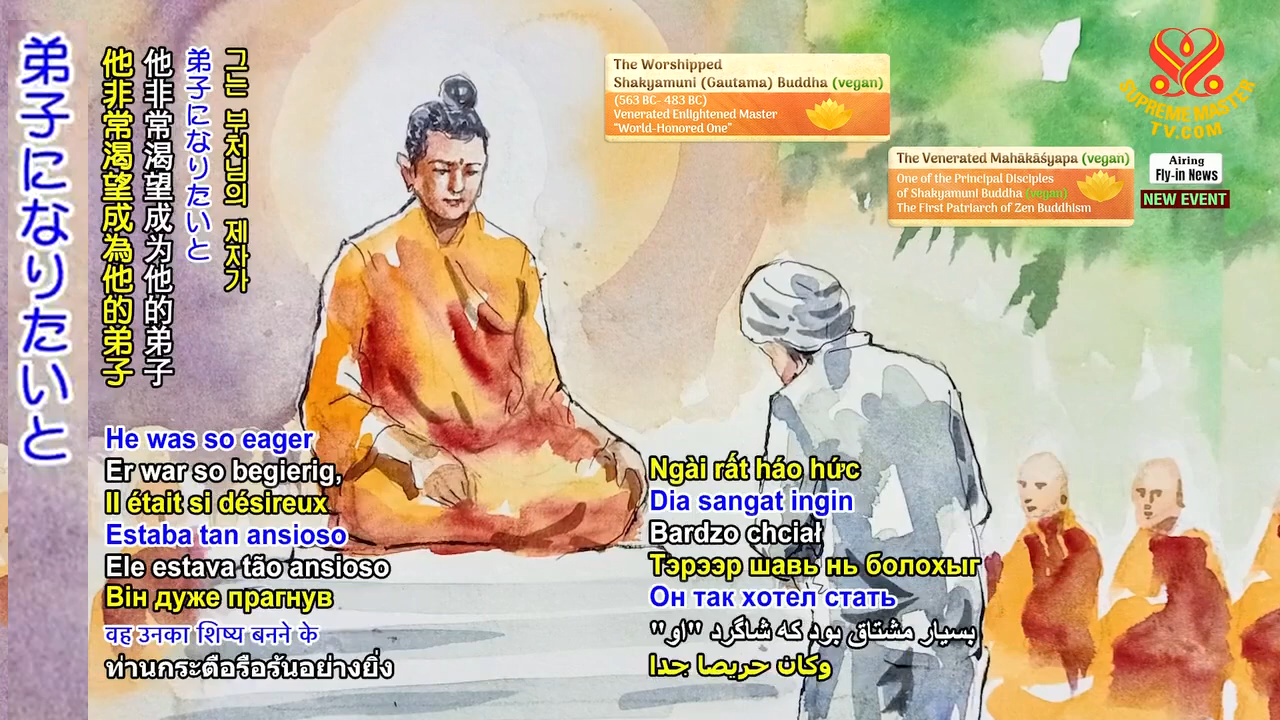 弟子になりたいと
그는 부처님의 제자가
弟子になりたいと
他非常渴望成为他的弟子
他非常渴望成為他的弟子
The Worshipped
Shakyamuni (Gautama) Buddha (vegan)
(563 BC- 483 BC)
Venerated Enlightened Master
"World-Honored One"
SUPREME MASTER
TV.COM
The Venerated Mahākāśyapa (vegan)
One of the Principal Disciples
of Shakyamuni Buddha (vegan)
The First Patriarch of Zen Buddhism
Airing
Fly-in News
NEW EVENT
He was so eager
Er war so begierig,
Il était si désireux
Estaba tan ansioso
Ele estava tão ansioso
Він дуже прагнув
वह उनका शिष्य बनने के
ท่านกระตือรือร้นอย่างยิ่ง
Ngài rất háo hức
Dia sangat ingin
Bardzo chciał
Тэрээр шавь нь болохыг
Он так хотел стать
بسیار مشتاق بود که شاگرد "او"
وكان حريصا جدا